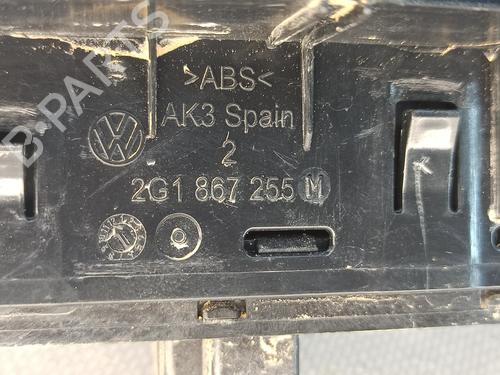 >ABS<
AK3 Spain
2
2G1 867 255 M
B-PARTS